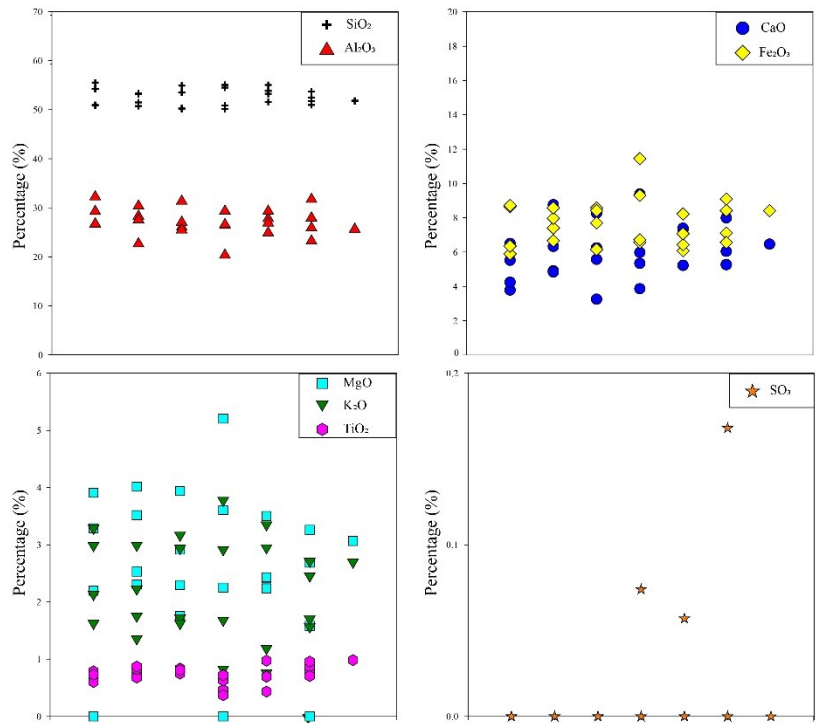 70
60
50
40
30
20
10
0
Percentage (%)
SiO₂
Al₂O₃
20
18
16
14
12
10
8
6
4
2
0
Percentage (%)
CaO
Fe₂O₃
6
5
4
3
2
1
0
Percentage (%)
MgO
K₂O
TiO₂
0.2
0.1
0.0
Percentage (%)
SO₃